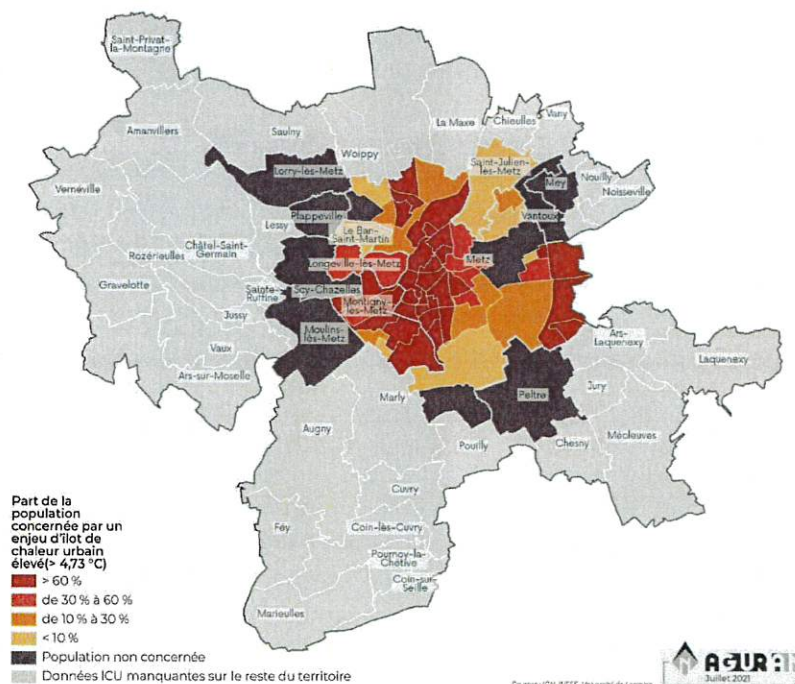 Saint-Privat-
la-Montagne
Amanvillers
Saulny
La Maxe
Chieulles
Vany
Woippy
Lorry-lès-Metz
Saint-Julien-
lès-Metz
Mey
Nouilly
Noisseville
Vernéville
Plappeville
Vantoux
Lessy
Le Ban-
Saint-Martin
Châtel-Saint-
Germain
Rozérieulles
Longeville-lès-Metz
Metz
Gravelotte
Sainte-
Ruffine
Scy-Chazelles
Montigny-
lès-Metz
Jussy
Moulins-
lès-Metz
Vaux
Ars-sur-Moselle
Ars-
Laquenexy
Laquenexy
Marly
Peltre
Jury
Augny
Pouilly
Chesny
Mécleuves
Cuvry
Féy
Coin-lès-Cuvry
Pournoy-la-
Chétive
Coin-sur-
Seille
Marieulles
Part de la
population
concernée par un
enjeu d'îlot de
chaleur urbain
élevé(> 4,73 °C)
> 60 %
de 30 % à 60 %
de 10 % à 30 %
< 10 %
Population non concernée
Données ICU manquantes sur le reste du territoire
AGURAM
Juillet 2021